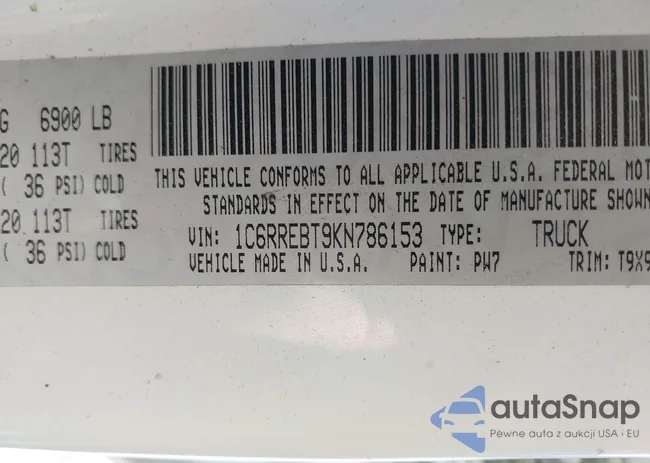 G 6900 LB
20 113T TIRES
( 36 PSI) COLD
20 113T TIRES
( 36 PSI) COLD
THIS VEHICLE CONFORMS TO ALL APPLICABLE U.S.A. FEDERAL MOT
STANDARDS IN EFFECT ON THE DATE OF MANUFACTURE SHOWN
VIN: 1C6RREBT9KN786153 TYPE: TRUCK
VEHICLE MADE IN U.S.A. PAINT: PW7 TRIM: T9X9
autaSnap
Pewne auta z aukcji USA i EU